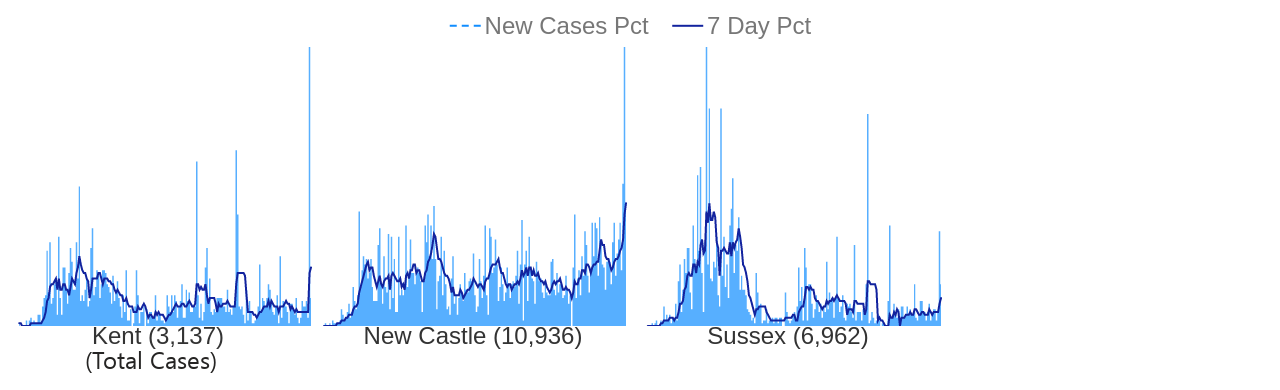 New Cases Pct 7 Day Pct
Kent (3,137) New Castle (10,936) Sussex (6,962)
(Total Cases)